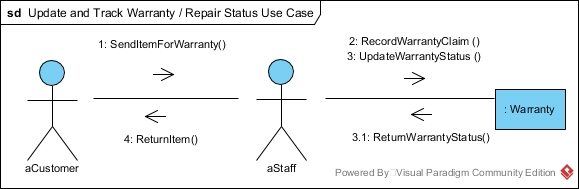 sd Update and Track Warranty / Repair Status Use Case
1: SendItemForWarranty()
2: RecordWarrantyClaim ()
3: UpdateWarrantyStatus ()
: Warranty
4: ReturnItem()
3.1: ReturnWarrantyStatus()
aCustomer
aStaff
Powered By Visual Paradigm Community Edition